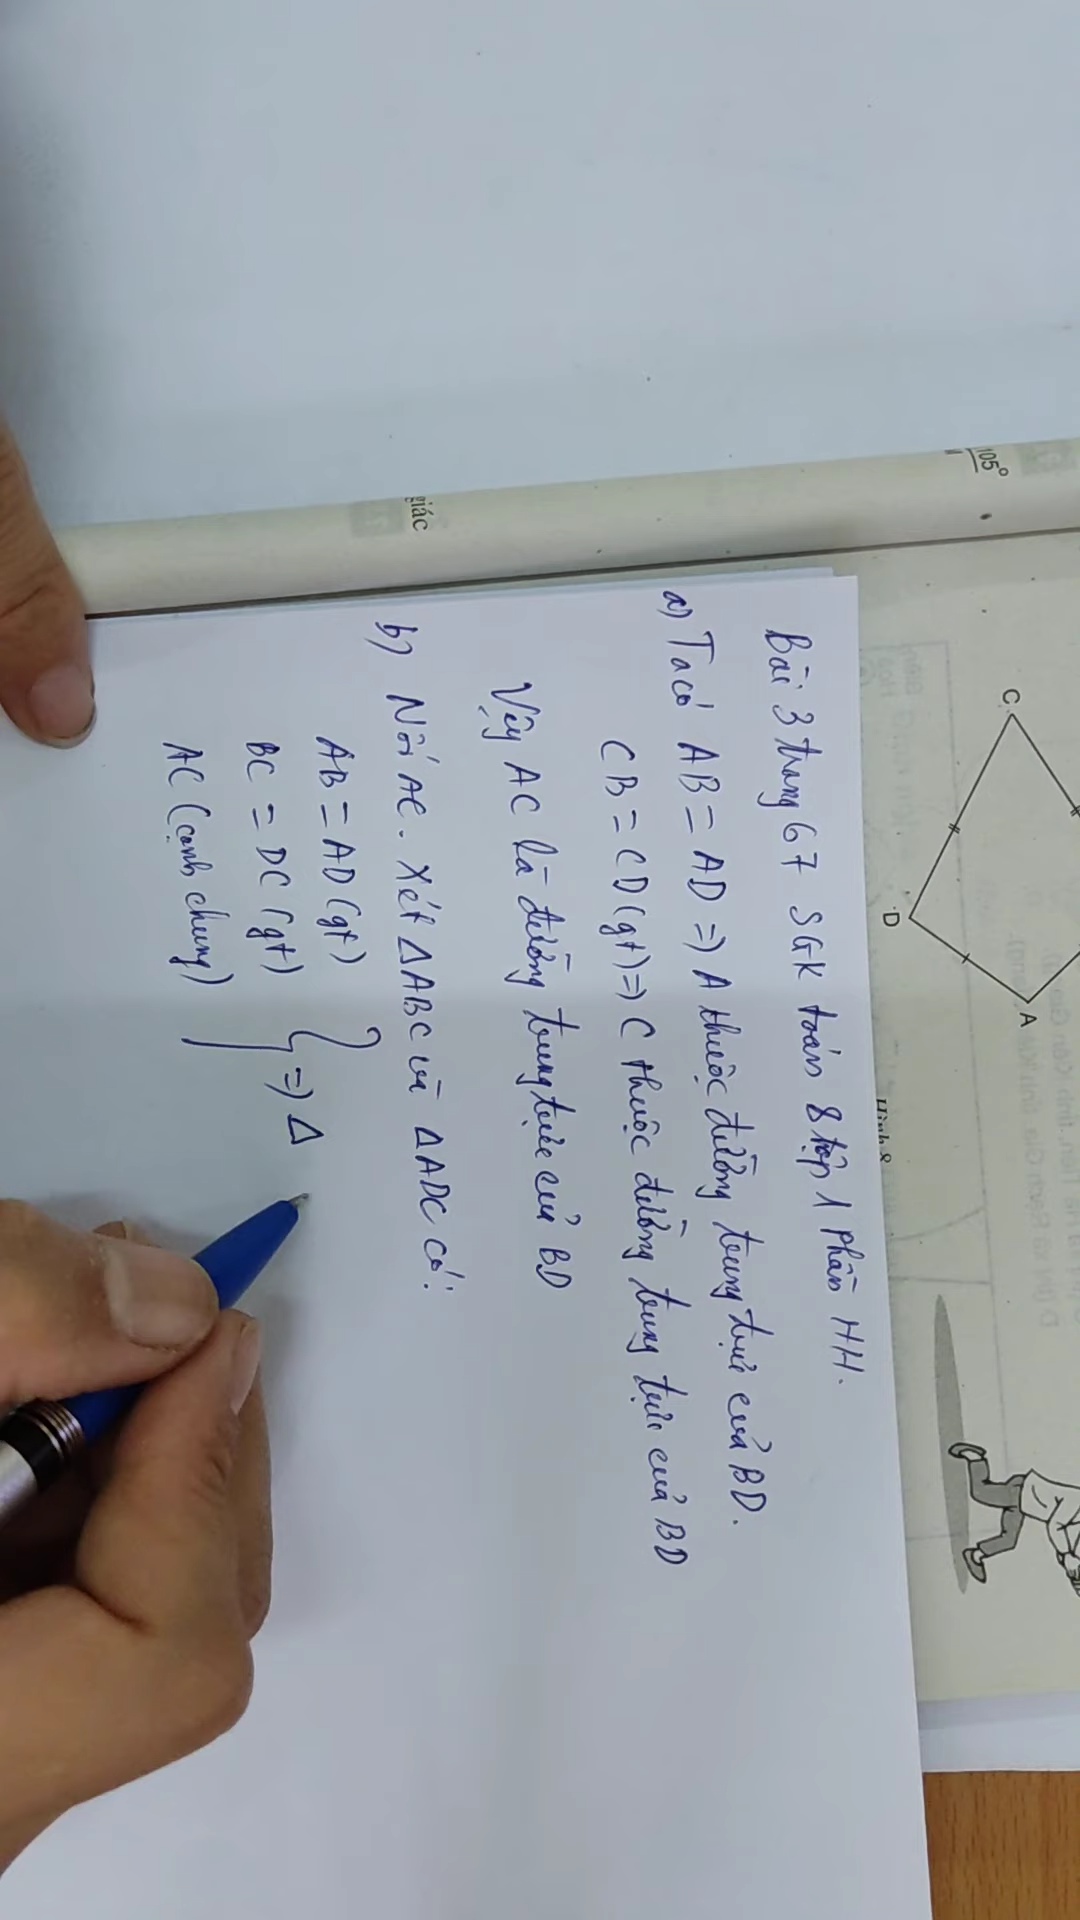 105°
giác
C
D
A
Bài 3 trang 67 SGK toán 8 tập 1 phần HH.
a) Ta có AB = AD => A thuộc đường trung trực của BD.
CB = CD (gt) => C thuộc đường trung trực của BD
Vậy AC là đường trung trực của BD
b) Nối AC. Xét ΔABC và ΔADC có:
AB = AD (gt)
BC = DC (gt) } => Δ
AC (cạnh chung)